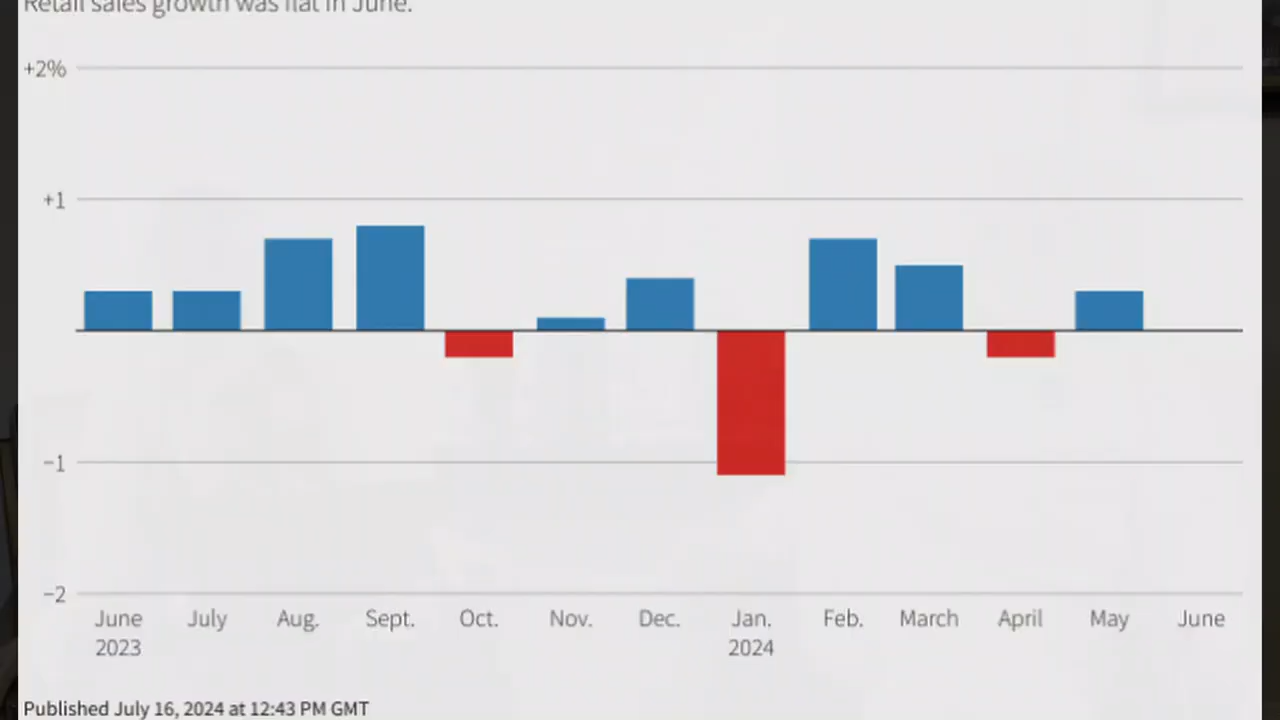 Retail sales growth was flat in June.
+2%
+1
−1
−2
June July Aug. Sept. Oct. Nov. Dec. Jan. Feb. March April May June
2023 2024
Published July 16, 2024 at 12:43 PM GMT